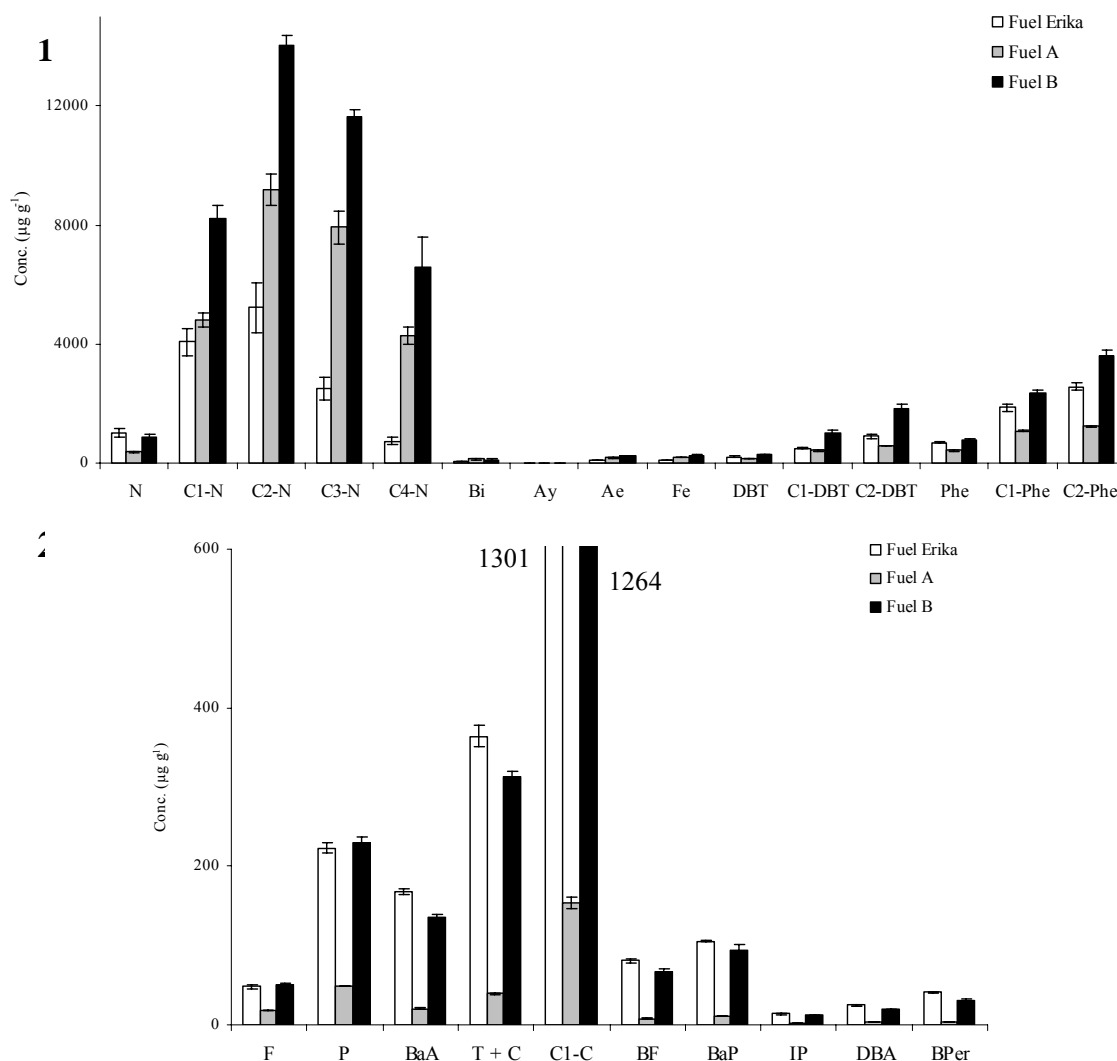 1
Fuel Erika
Fuel A
Fuel B
Conc. (µg g-1)
12000
8000
4000
0
N C1-N C2-N C3-N C4-N Bi Ay Ae Fe DBT C1-DBT C2-DBT Phe C1-Phe C2-Phe
2
Fuel Erika
Fuel A
Fuel B
1301
1264
Conc. (µg g1)
600
400
200
0
F P BaA T + C C1-C BF BaP IP DBA BPer